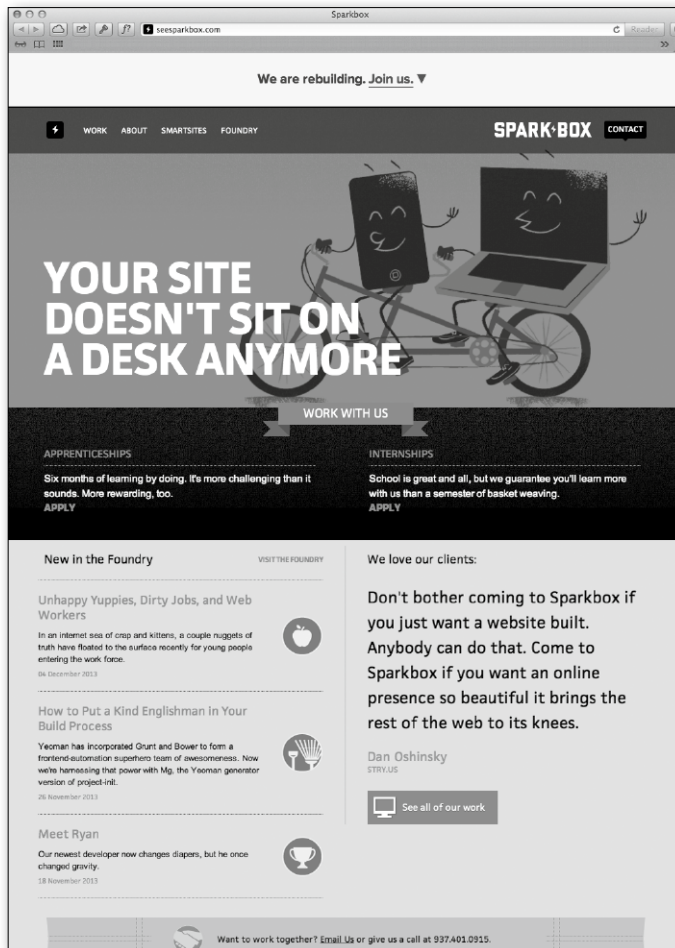 Sparkbox
seesparkbox.com
Reader
We are rebuilding. Join us. ▼
WORK ABOUT SMARTSITES FOUNDRY
SPARK BOX
CONTACT
YOUR SITE
DOESN'T SIT ON
A DESK ANYMORE
WORK WITH US
APPRENTICESHIPS
Six months of learning by doing. It's more challenging than it
sounds. More rewarding, too.
APPLY
INTERNSHIPS
School is great and all, but we guarantee you'll learn more
with us than a semester of basket weaving.
APPLY
New in the Foundry
VISIT THE FOUNDRY
Unhappy Yuppies, Dirty Jobs, and Web
Workers
In an internet sea of crap and kittens, a couple nuggets of
truth have floated to the surface recently for young people
entering the work force.
04 December 2013
How to Put a Kind Englishman in Your
Build Process
Yeoman has incorporated Grunt and Bower to form a
frontend-automation superhero team of awesomeness. Now
we're harnessing that power with Mg, the Yeoman generator
version of project-init.
26 November 2013
Meet Ryan
Our newest developer now changes diapers, but he once
changed gravity.
18 November 2013
We love our clients:
Don't bother coming to Sparkbox if
you just want a website built.
Anybody can do that. Come to
Sparkbox if you want an online
presence so beautiful it brings the
rest of the web to its knees.
Dan Oshinsky
STRY.US
See all of our work
Want to work together? Email Us or give us a call at 937.401.0915.